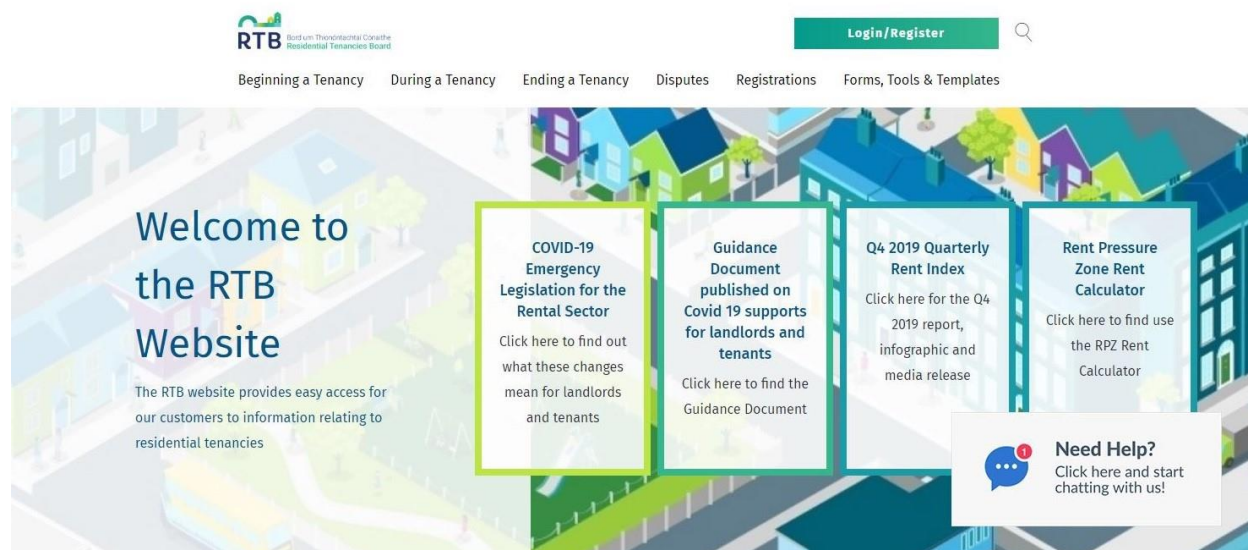 RTB
Bord um Thionóntachtaí Cónaithe
Residential Tenancies Board
Login/Register
Beginning a Tenancy
During a Tenancy
Ending a Tenancy
Disputes
Registrations
Forms, Tools & Templates
Welcome to
the RTB
Website
The RTB website provides easy access for
our customers to information relating to
residential tenancies
COVID-19
Emergency
Legislation for the
Rental Sector
Click here to find out
what these changes
mean for landlords
and tenants
Guidance
Document
published on
Covid 19 supports
for landlords and
tenants
Click here to find the
Guidance Document
Q4 2019 Quarterly
Rent Index
Click here for the Q4
2019 report,
infographic and
media release
Rent Pressure
Zone Rent
Calculator
Click here to find use
the RPZ Rent
Calculator
1
Need Help?
Click here and start
chatting with us!